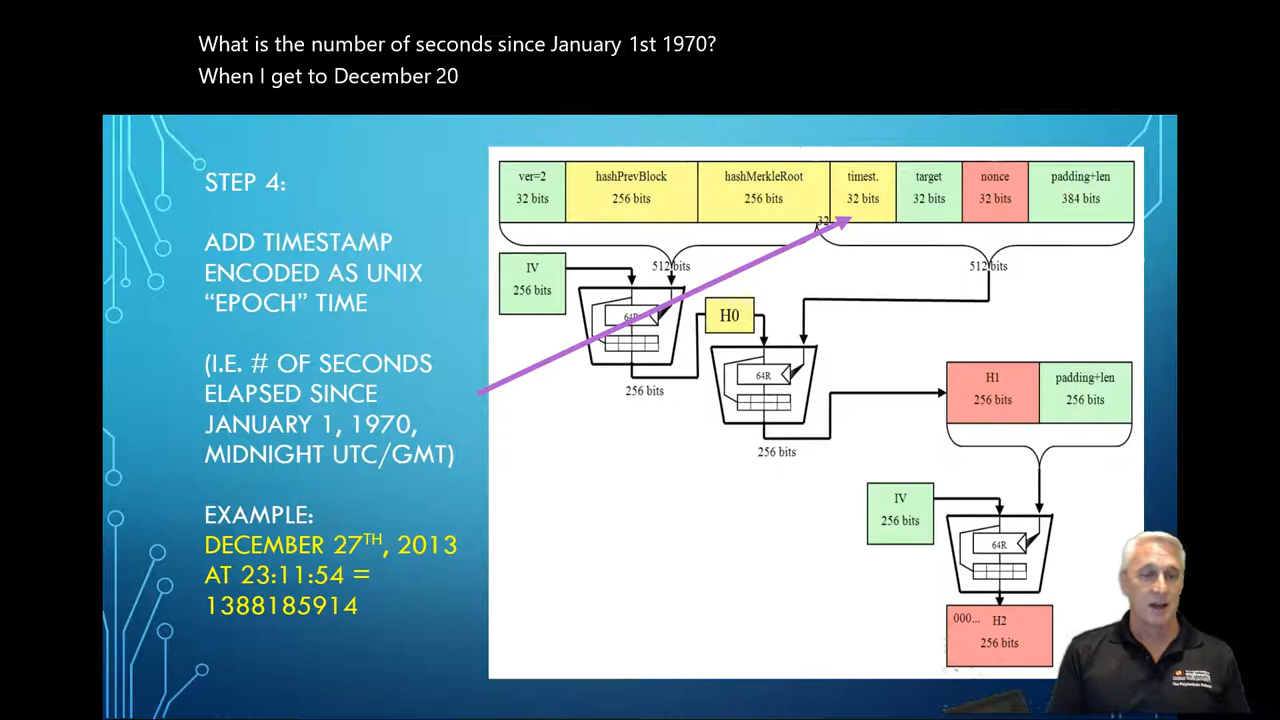 What is the number of seconds since January 1st 1970?
When I get to December 20
STEP 4:
ADD TIMESTAMP
ENCODED AS UNIX
“EPOCH” TIME
(I.E. # OF SECONDS
ELAPSED SINCE
JANUARY 1, 1970,
MIDNIGHT UTC/GMT)
EXAMPLE:
DECEMBER 27TH, 2013
AT 23:11:54 =
1388185914
ver=2
32 bits
hashPrevBlock
256 bits
hashMerkleRoot
256 bits
timest.
32 bits
target
32 bits
nonce
32 bits
padding+len
384 bits
32
512 bits
512 bits
IV
256 bits
64R
256 bits
H0
64R
256 bits
H1
256 bits
padding+len
256 bits
IV
256 bits
64R
000...
H2
256 bits